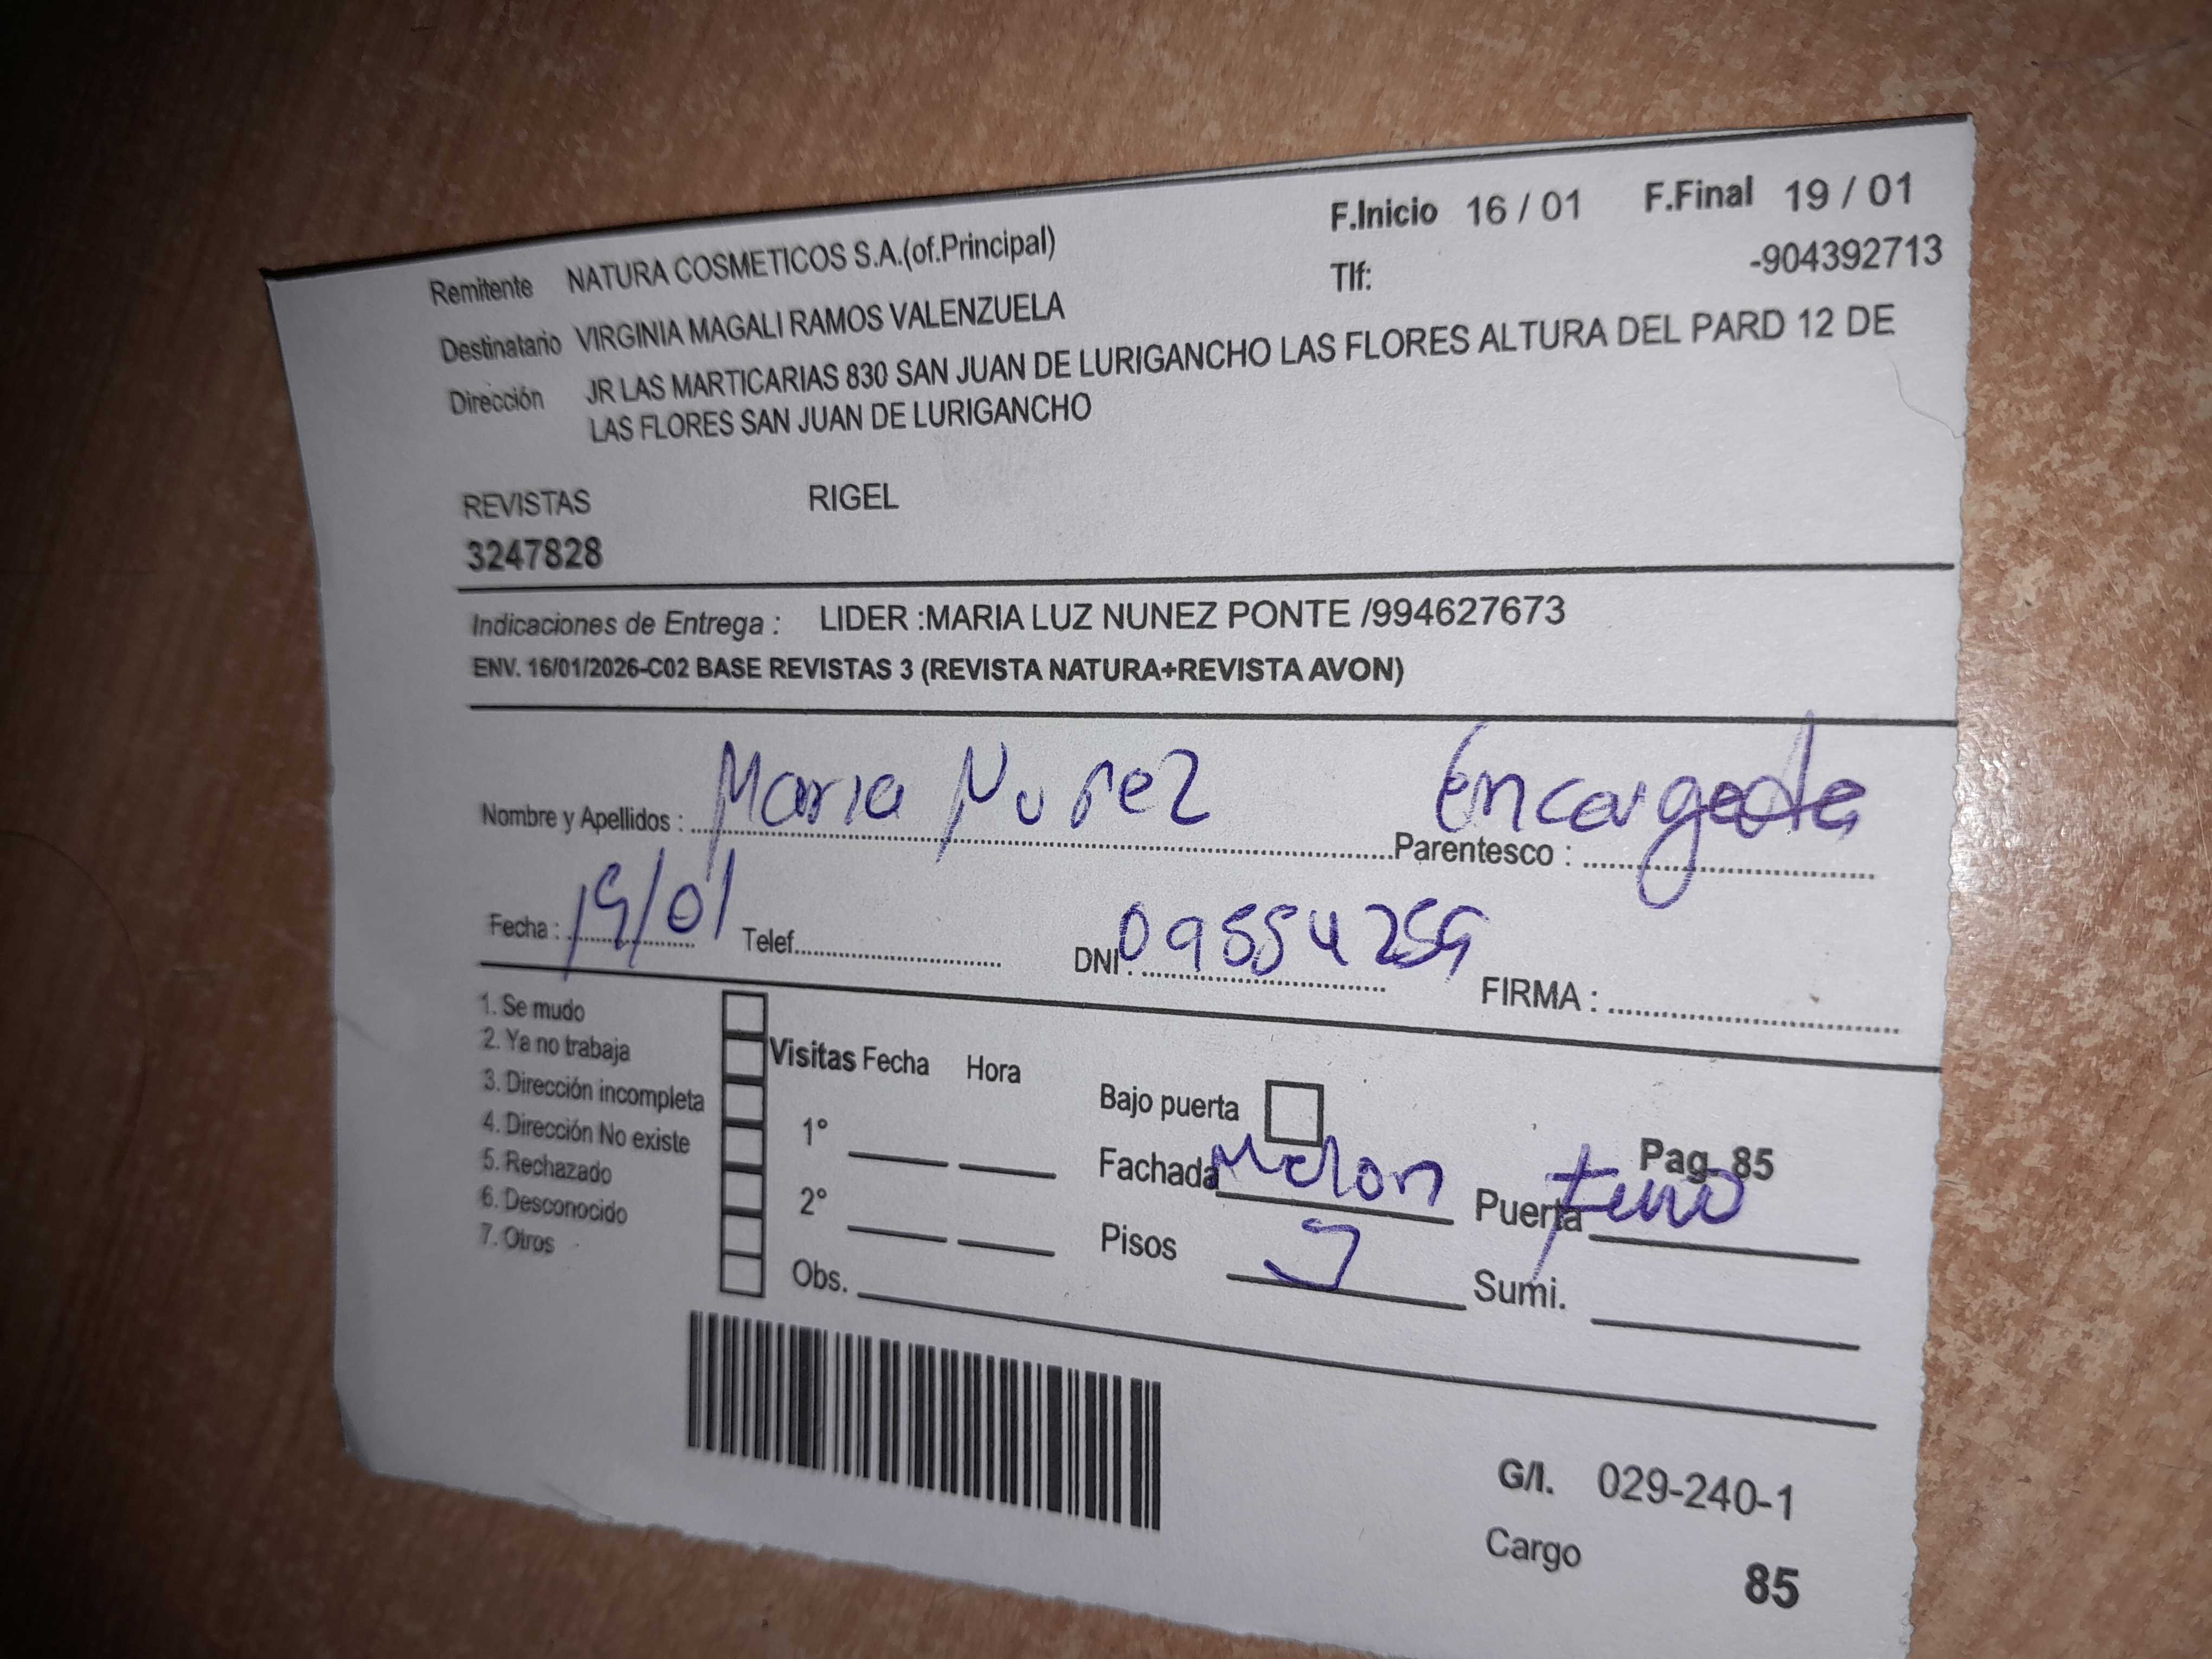 F.Inicio 16 / 01 F.Final 19 / 01
Remitente NATURA COSMETICOS S.A.(of.Principal)
Tlf: -904392713
Destinatario VIRGINIA MAGALI RAMOS VALENZUELA
Dirección JR LAS MARTICARIAS 830 SAN JUAN DE LURIGANCHO LAS FLORES ALTURA DEL PARD 12 DE
LAS FLORES SAN JUAN DE LURIGANCHO
REVISTAS RIGEL
3247828
Indicaciones de Entrega : LIDER :MARIA LUZ NUNEZ PONTE /994627673
ENV. 16/01/2026-C02 BASE REVISTAS 3 (REVISTA NATURA+REVISTA AVON)
Nombre y Apellidos : Maria Nuñez Parentesco : Encargada
Fecha : 19/01 Telef. DNI. 09554259 FIRMA :
1. Se mudo
2. Ya no trabaja
3. Dirección incompleta
4. Dirección No existe
5. Rechazado
6. Desconocido
7. Otros
Visitas Fecha Hora
1°
2°
Obs.
Bajo puerta
Pag. 85
Fachada Melon Puerta
Pisos Sumi.
G/I. 029-240-1
Cargo 85